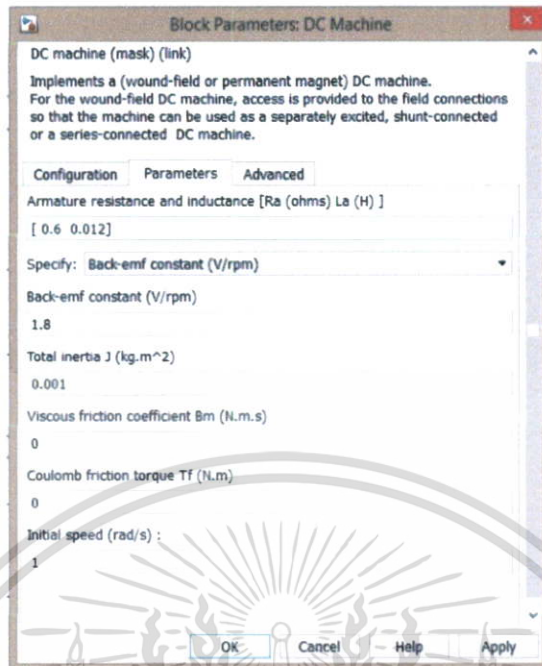 Block Parameters: DC Machine
DC machine (mask) (link)
Implements a (wound-field or permanent magnet) DC machine.
For the wound-field DC machine, access is provided to the field connections
so that the machine can be used as a separately excited, shunt-connected
or a series-connected DC machine.
Configuration Parameters Advanced
Armature resistance and inductance [Ra (ohms) La (H) ]
[ 0.6 0.012]
Specify: Back-emf constant (V/rpm)
Back-emf constant (V/rpm)
1.8
Total inertia J (kg.m^2)
0.001
Viscous friction coefficient Bm (N.m.s)
0
Coulomb friction torque Tf (N.m)
0
Initial speed (rad/s) :
1
OK Cancel Help Apply